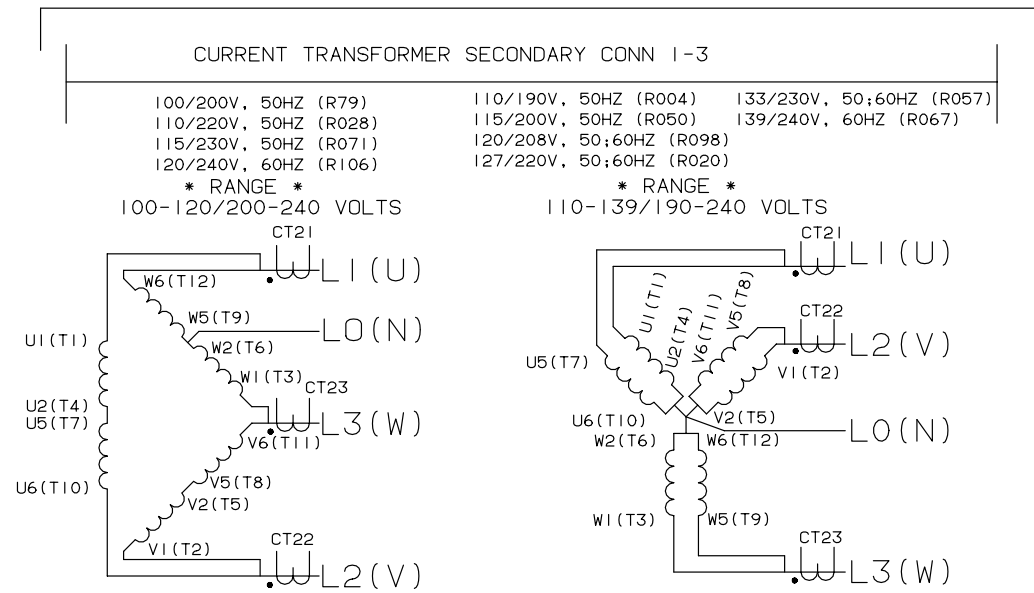 CURRENT TRANSFORMER SECONDARY CONN 1-3
100/200V, 50HZ (R79)
110/220V, 50HZ (R028)
115/230V, 50HZ (R071)
120/240V, 60HZ (R106)
* RANGE *
100-120/200-240 VOLTS
110/190V, 50HZ (R004)
115/200V, 50HZ (R050)
120/208V, 50;60HZ (R098)
127/220V, 50;60HZ (R020)
133/230V, 50;60HZ (R057)
139/240V, 60HZ (R067)
* RANGE *
110-139/190-240 VOLTS
CT21
L1(U)
W6(T12)
W5(T9)
L0(N)
U1(T1)
W2(T6)
W1(T3)
CT23
U2(T4)
U5(T7)
L3(W)
V6(T11)
U6(T10)
V5(T8)
V2(T5)
V1(T2)
CT22
L2(V)
CT21
L1(U)
U1(T1)
U2(T4)
V6(T11)
V5(T8)
CT22
L2(V)
U5(T7)
V1(T2)
U6(T10)
V2(T5)
L0(N)
W2(T6)
W6(T12)
W1(T3)
W5(T9)
CT23
L3(W)